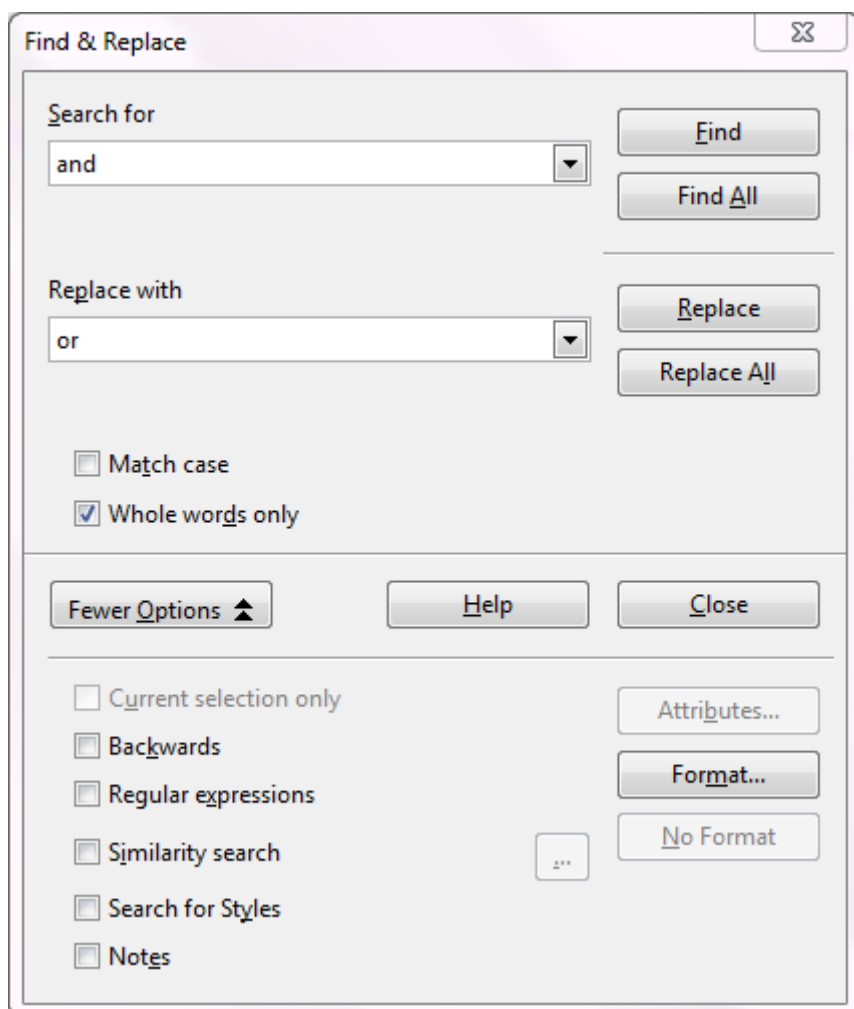 Find & Replace
Search for
and
Find
Find All
Replace with
or
Replace
Replace All
Match case
Whole words only
Fewer Options
Help
Close
Current selection only
Attributes...
Backwards
Format...
Regular expressions
No Format
Similarity search
...
Search for Styles
Notes